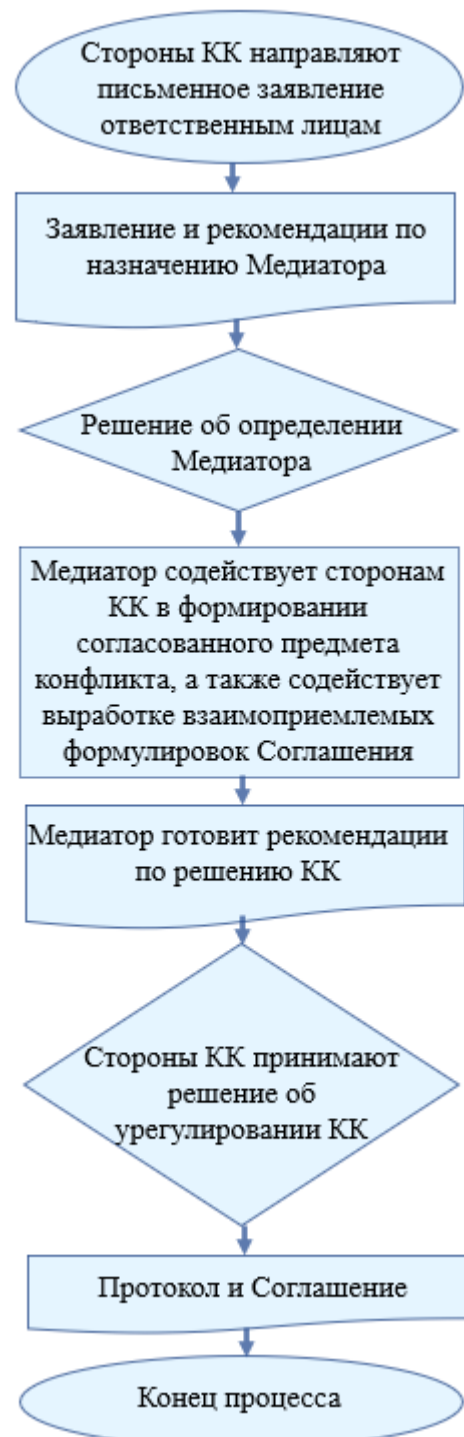 Стороны КК направляют
письменное заявление
ответственным лицам
Заявление и рекомендации по
назначению Медиатора
Решение об определении
Медиатора
Медиатор содействует сторонам
КК в формировании
согласованного предмета
конфликта, а также содействует
выработке взаимоприемлемых
формулировок Соглашения
Медиатор готовит рекомендации
по решению КК
Стороны КК принимают
решение об
урегулировании КК
Протокол и Соглашение
Конец процесса